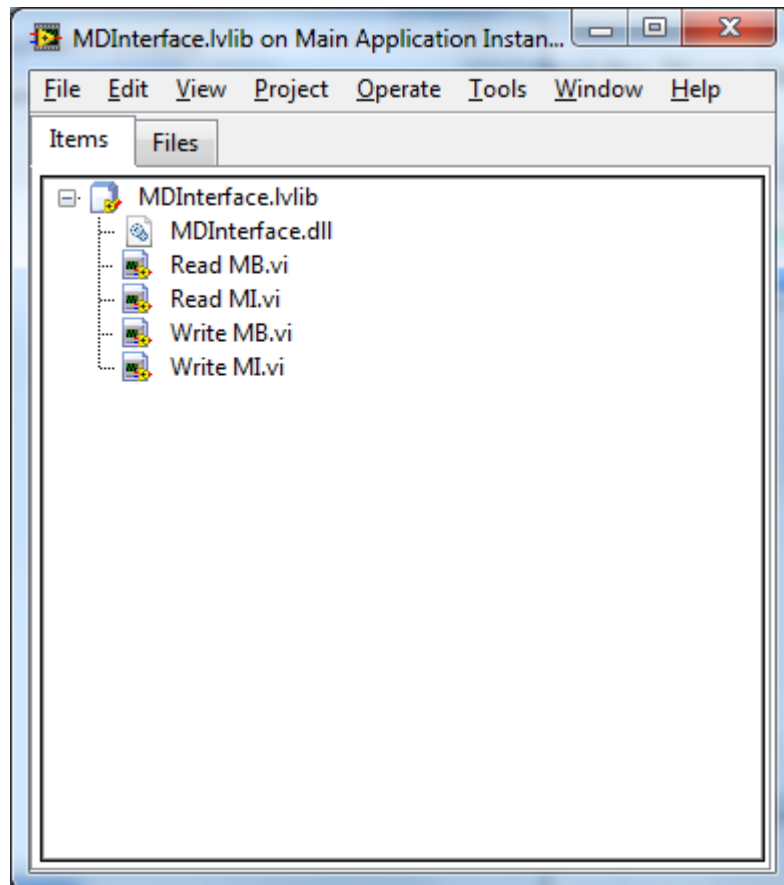 MDInterface.lvlib on Main Application Instan...
File Edit View Project Operate Tools Window Help
Items Files
MDInterface.lvlib
MDInterface.dll
Read MB.vi
Read MI.vi
Write MB.vi
Write MI.vi